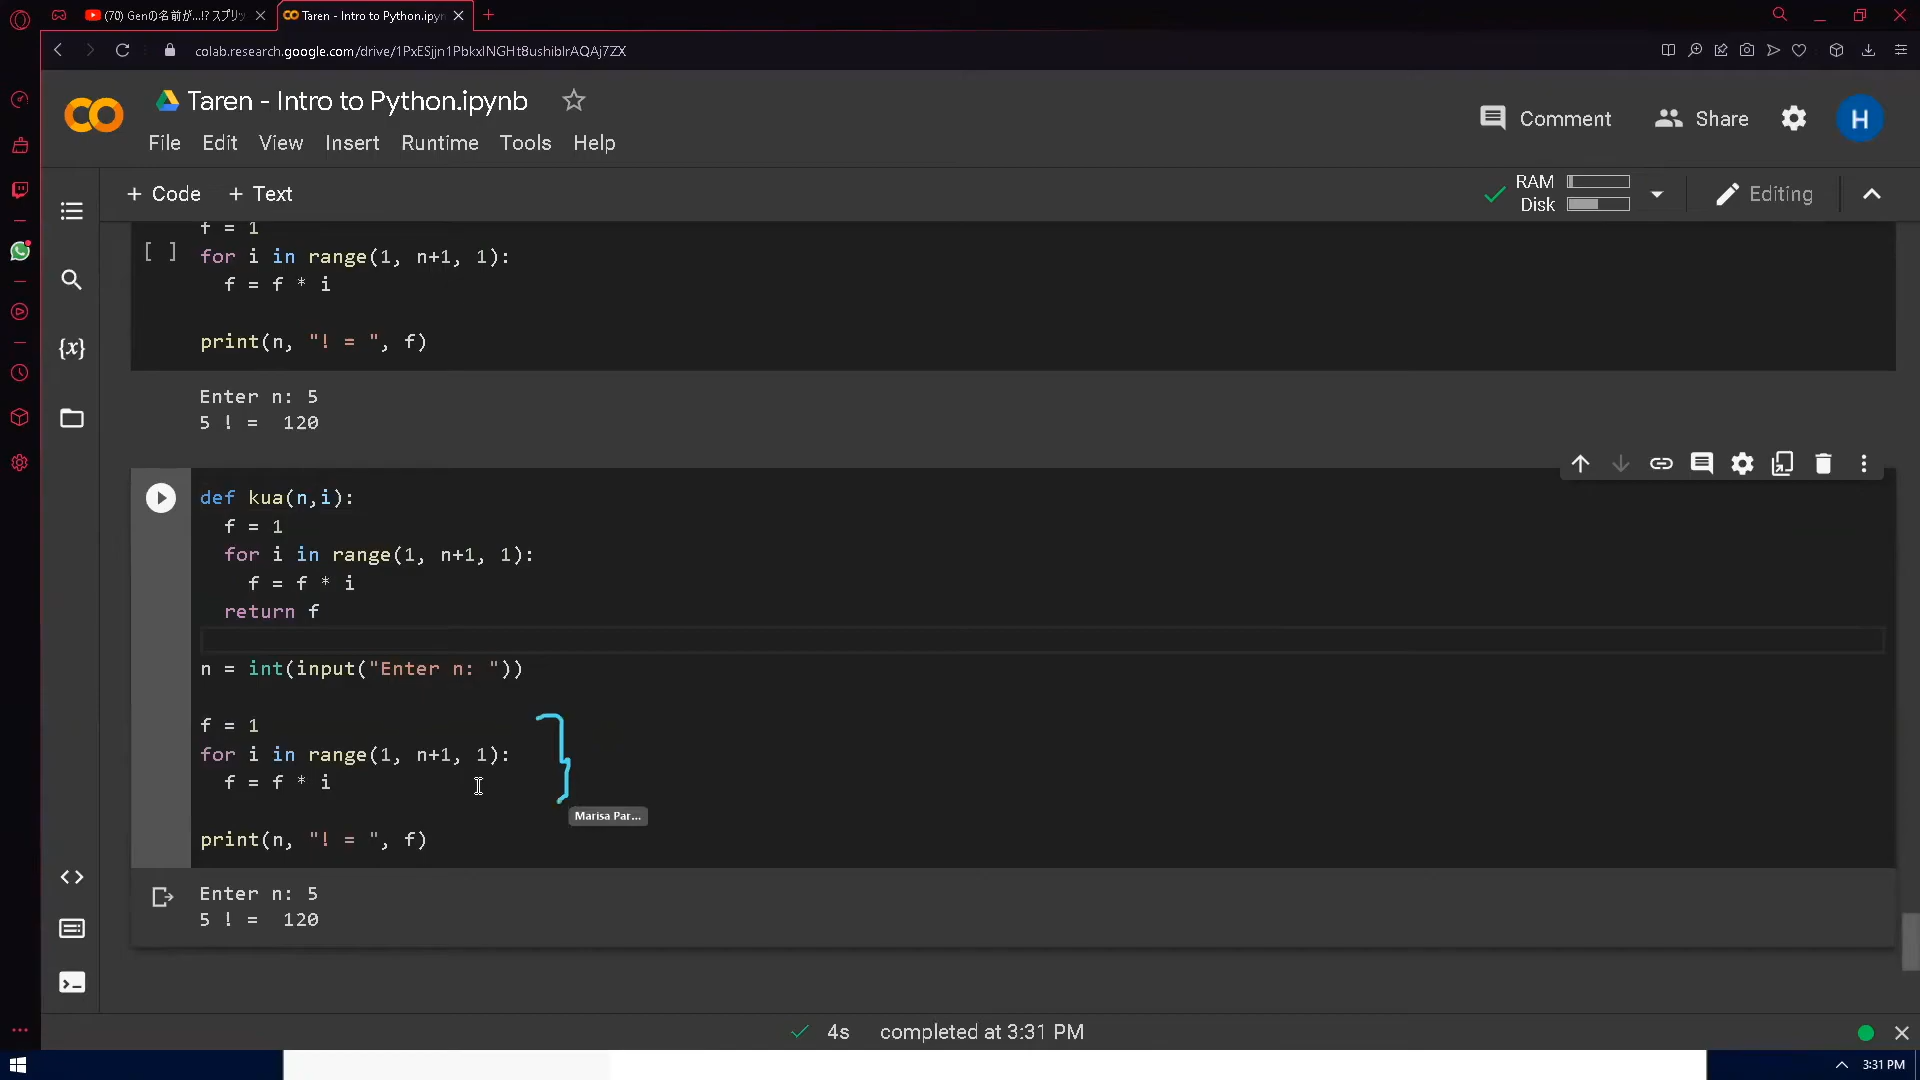 (70) Genの名前が...!? スプリッ
Taren - Intro to Python.ipyn
colab.research.google.com/drive/1PxESjjn1PbkxlNGHt8ushiblrAQAj7ZX
Taren - Intro to Python.ipynb
Comment
Share
H
File Edit View Insert Runtime Tools Help
+ Code + Text
RAM
Disk
Editing
f = 1
[ ] for i in range(1, n+1, 1):
f = f * i
print(n, "! = ", f)
Enter n: 5
5 ! =  120
def kua(n,i):
f = 1
for i in range(1, n+1, 1):
f = f * i
return f
n = int(input("Enter n: "))
f = 1
for i in range(1, n+1, 1):
f = f * i
Marisa Par...
print(n, "! = ", f)
Enter n: 5
5 ! =  120
4s completed at 3:31 PM
3:31 PM